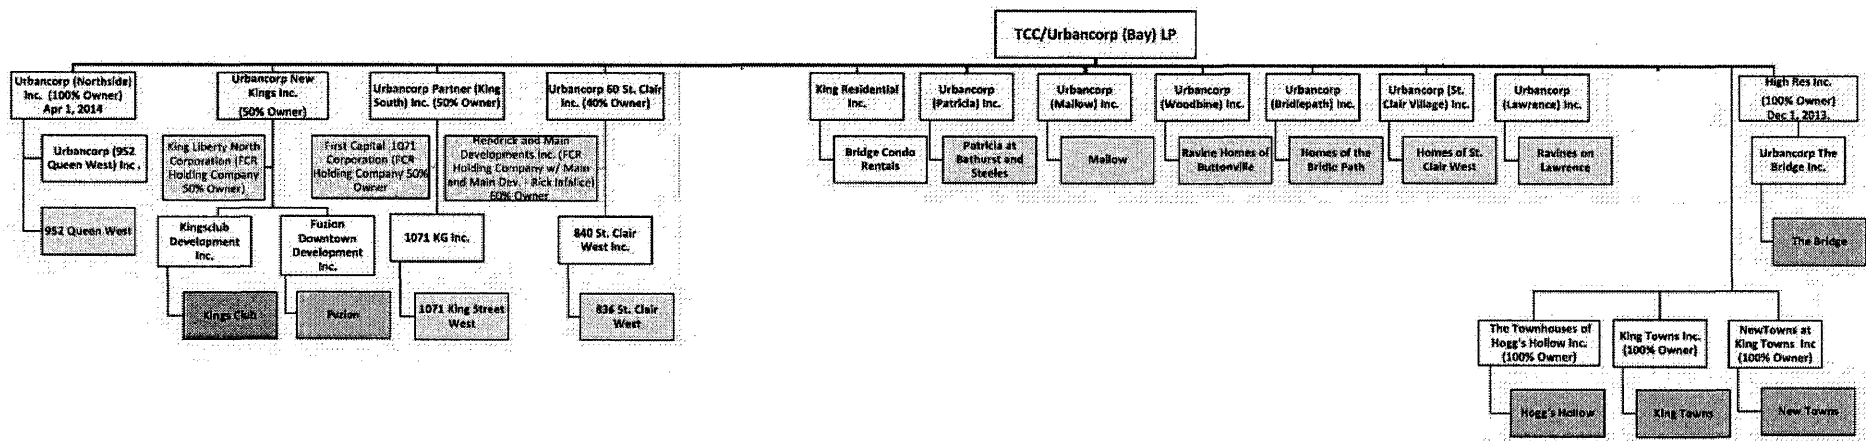 TCC/Urbancorp (Bay) LP
Urbancorp (Northside)
Inc. (100% Owner)
Apr 1, 2014
Urbancorp New
Kings Inc.
(50% Owner)
Urbancorp Partner (King
South) Inc. (50% Owner)
Urbancorp 60 St. Clair
Inc. (40% Owner)
King Residential
Inc.
Urbancorp
(Patricia) Inc.
Urbancorp
(Mallow) Inc.
Urbancorp
(Woodbine) Inc.
Urbancorp
(Bridlepath) Inc.
Urbancorp (St.
Clair Village) Inc.
Urbancorp
(Lawrence) Inc.
High Res Inc.
(100% Owner)
Dec 1, 2013.
Urbancorp (952
Queen West) Inc .
King Liberty North
Corporation (FCR
Holding Company
50% Owner)
First Capital 1071
Corporation (FCR
Holding Company 50%
Owner
Hendrick and Main
Developments Inc. (FCR
Holding Company w/ Main
and Main Dev. - Rick Iafalice)
60% Owner
Bridge Condo
Rentals
Patricia at
Bathurst and
Steeles
Mallow
Ravine Homes of
Buttonville
Homes of the
Bridle Path
Homes of St.
Clair West
Ravines on
Lawrence
Urbancorp The
Bridge Inc.
952 Queen West
Kingsclub
Development
Inc.
Fuzion
Downtown
Development
Inc.
1071 KG Inc.
840 St. Clair
West Inc.
The Bridge
Kings Club
Fuzion
1071 King Street
West
836 St. Clair
West
The Townhouses of
Hogg's Hollow Inc.
(100% Owner)
King Towns Inc.
(100% Owner)
NewTowns at
King Towns Inc
(100% Owner)
Hogg's Hollow
King Towns
New Towns